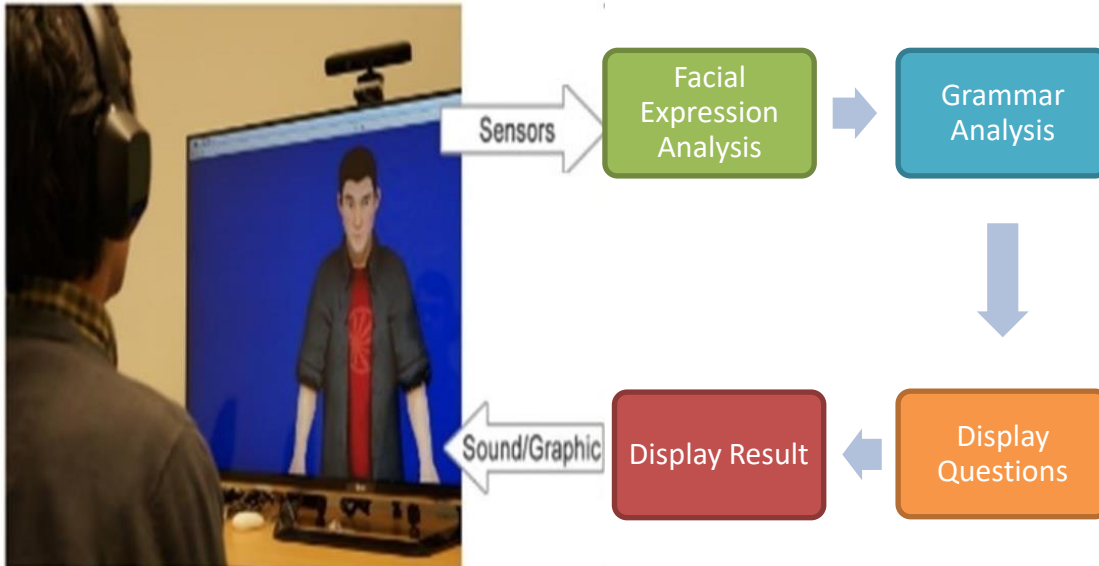 Sensors
Facial
Expression
Analysis
Grammar
Analysis
Sound/Graphic
Display Result
Display
Questions